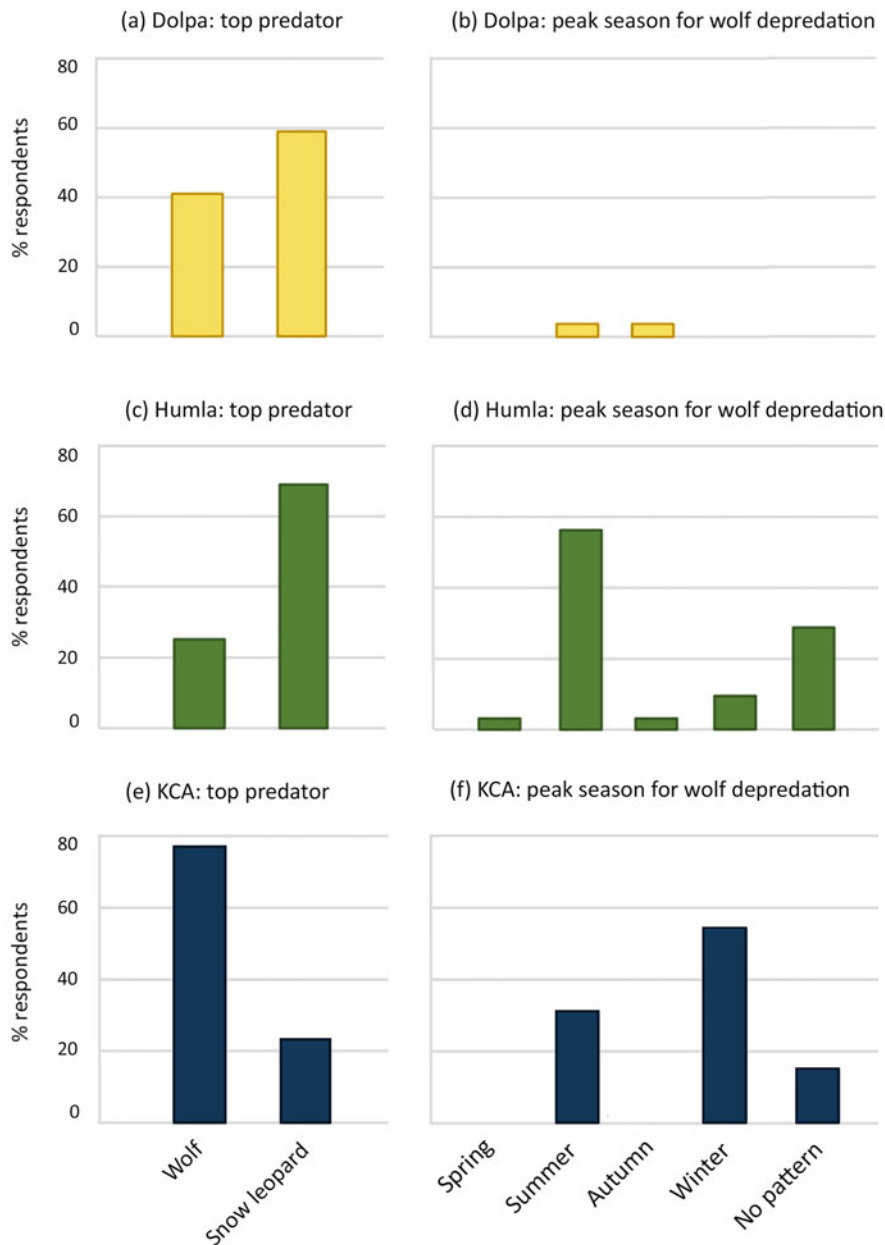 (a) Dolpa: top predator
(b) Dolpa: peak season for wolf depredation
% respondents
80
60
40
20
0
(c) Humla: top predator
(d) Humla: peak season for wolf depredation
% respondents
80
60
40
20
0
(e) KCA: top predator
(f) KCA: peak season for wolf depredation
% respondents
80
60
40
20
0
Wolf
Snow leopard
Spring
Summer
Autumn
Winter
No pattern